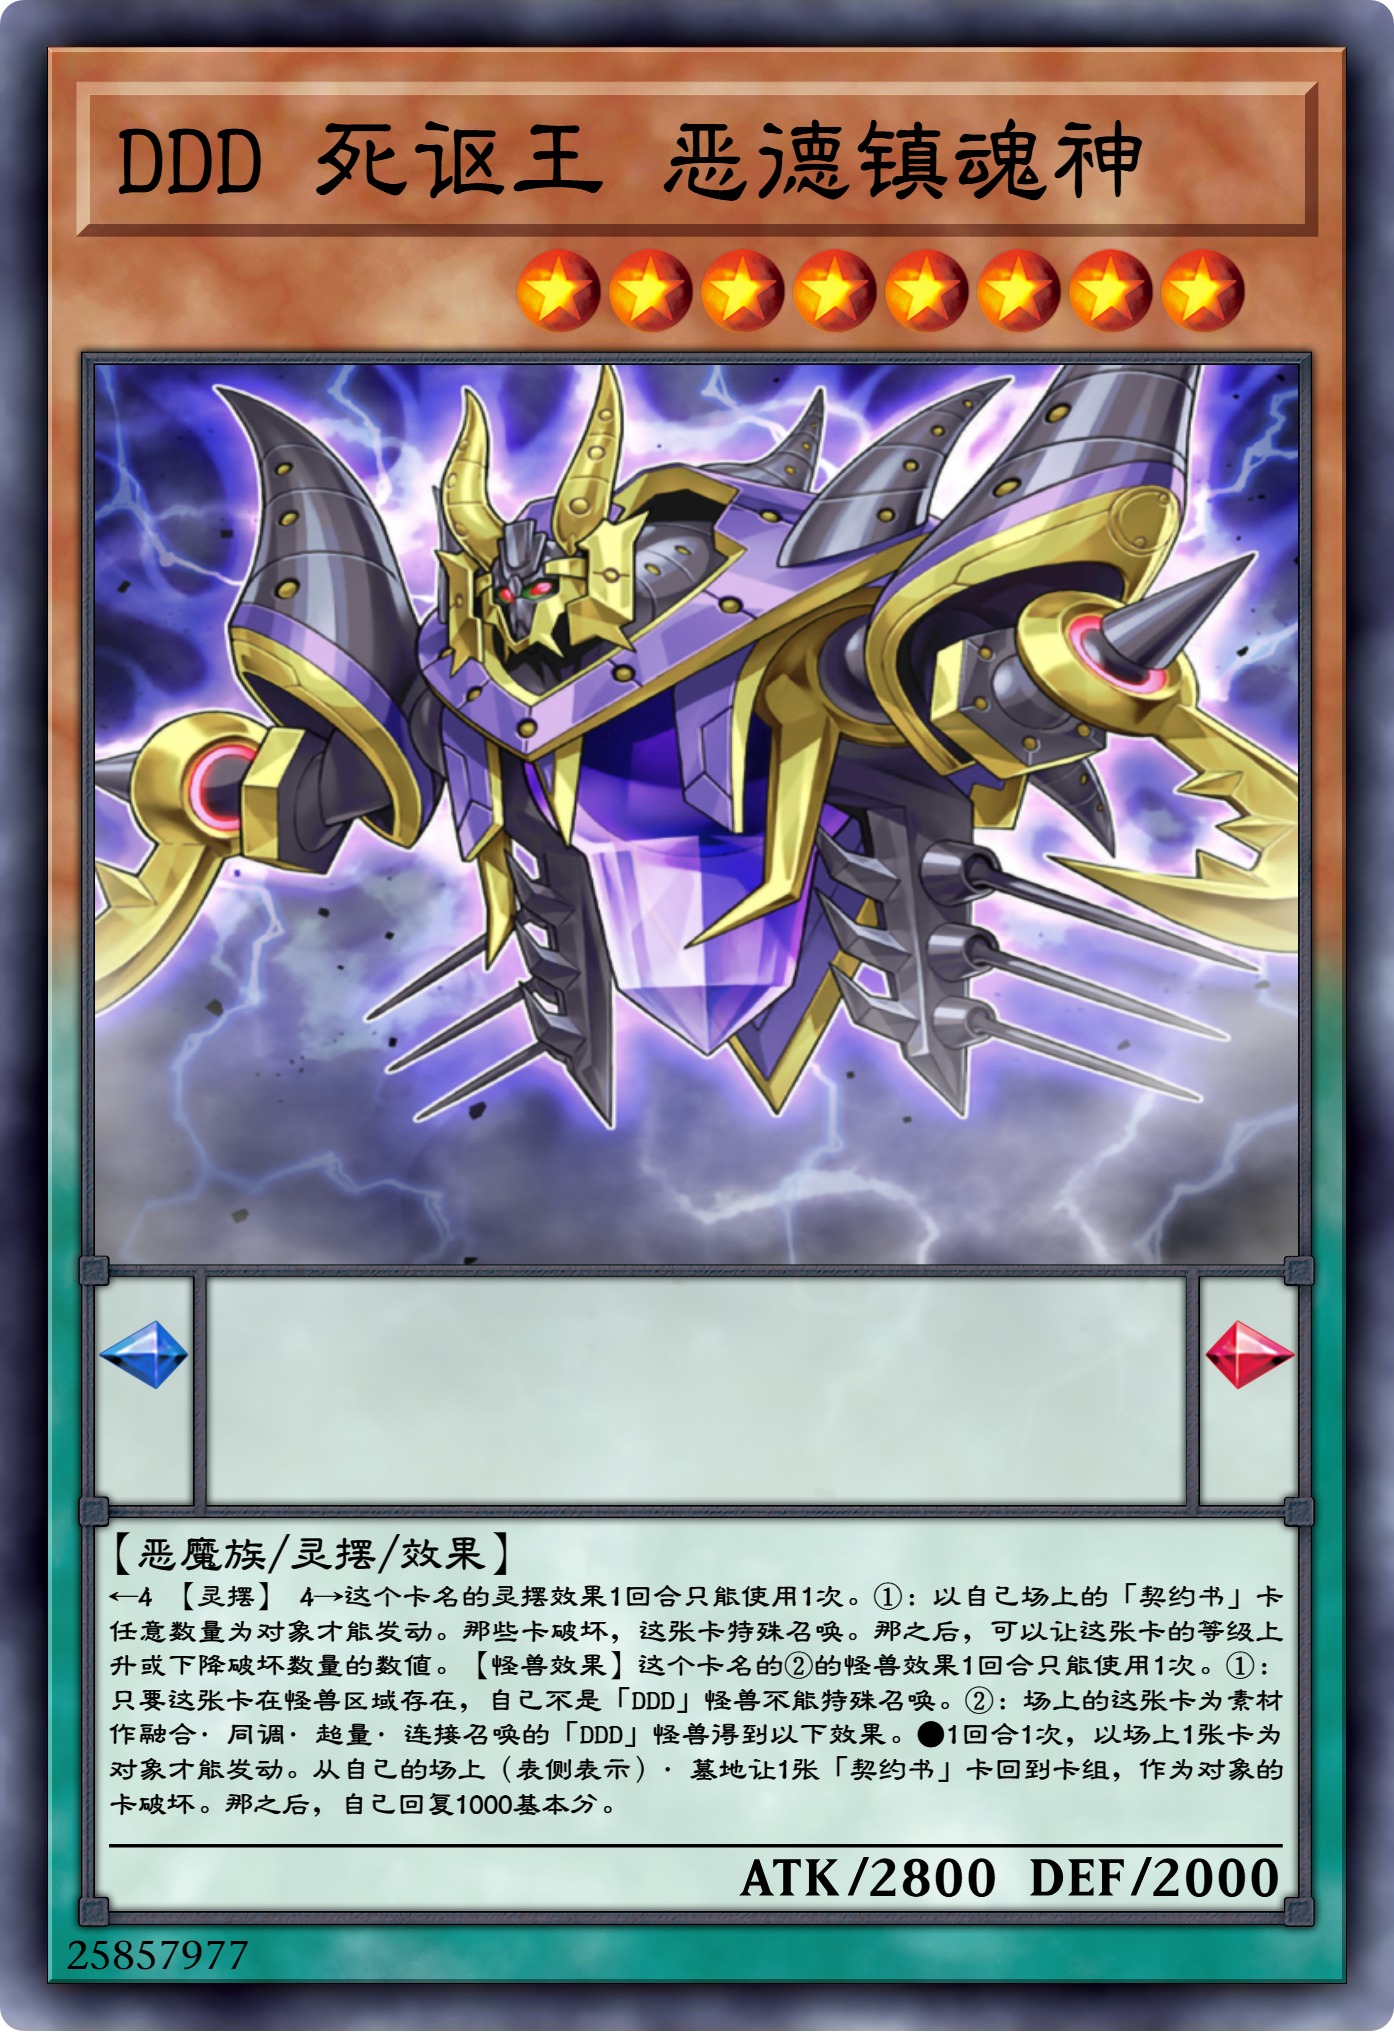 DDD 死讴王 恶德镇魂神
【恶魔族/灵摆/效果】
←4 【灵摆】 4→这个卡名的灵摆效果1回合只能使用1次。①：以自己场上的「契约书」卡
任意数量为对象才能发动。那些卡破坏，这张卡特殊召唤。那之后，可以让这张卡的等级上
升或下降破坏数量的数值。【怪兽效果】这个卡名的②的怪兽效果1回合只能使用1次。①：
只要这张卡在怪兽区域存在，自己不是「DDD」怪兽不能特殊召唤。②：场上的这张卡为素材
作融合·同调·超量·连接召唤的「DDD」怪兽得到以下效果。●1回合1次，以场上1张卡为
对象才能发动。从自己的场上（表侧表示）·墓地让1张「契约书」卡回到卡组，作为对象的
卡破坏。那之后，自己回复1000基本分。
ATK/2800 DEF/2000
25857977